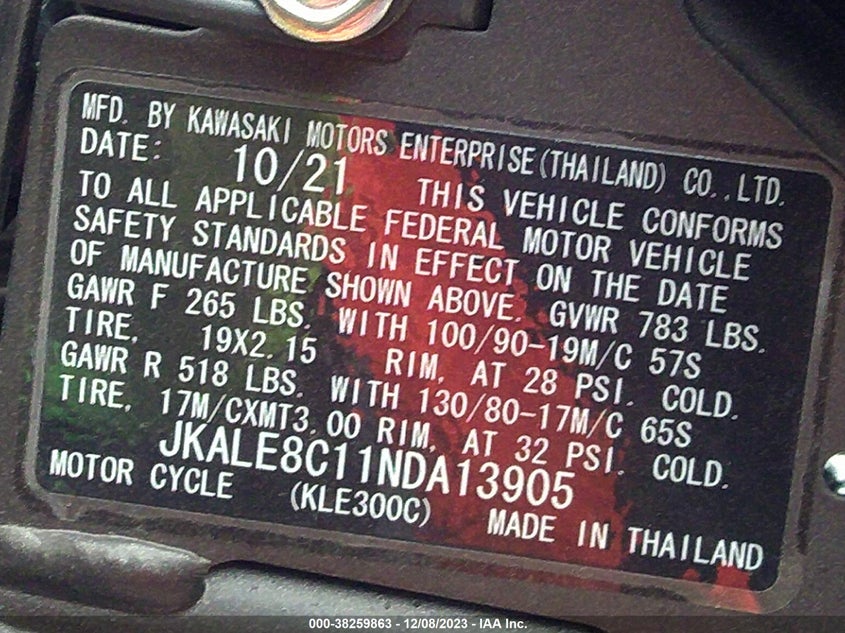 MFD. BY KAWASAKI MOTORS ENTERPRISE(THAILAND) CO.,LTD.
DATE: 10/21 THIS VEHICLE CONFORMS
TO ALL APPLICABLE FEDERAL MOTOR VEHICLE
SAFETY STANDARDS IN EFFECT ON THE DATE
OF MANUFACTURE SHOWN ABOVE. GVWR 783 LBS.
GAWR F 265 LBS. WITH 100/90-19M/C 57S
TIRE, 19X2.15 RIM, AT 28 PSI. COLD.
GAWR R 518 LBS. WITH 130/80-17M/C 65S
TIRE, 17M/CXMT3.00 RIM, AT 32 PSI. COLD.
JKALE8C11NDA13905
MOTOR CYCLE (KLE300C) MADE IN THAILAND
000-38259863 - 12/08/2023 - IAA Inc.